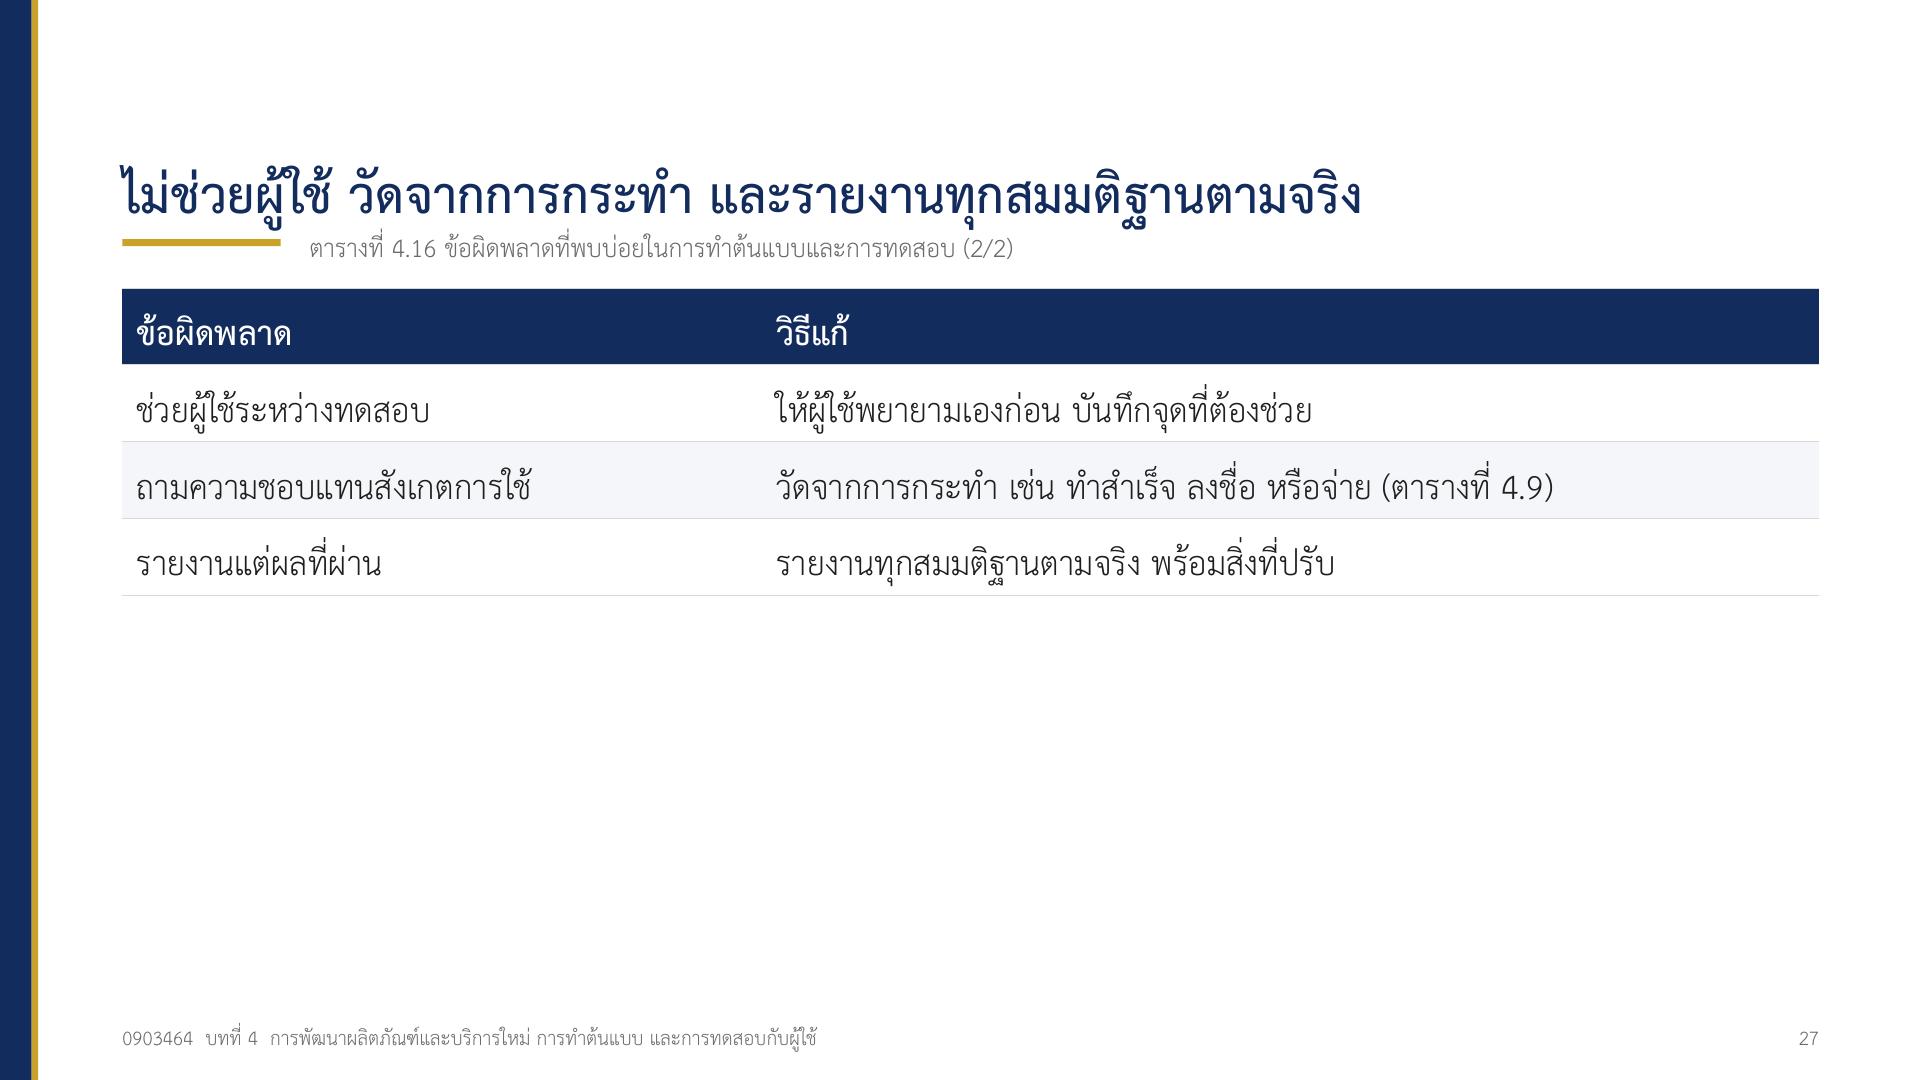 ไม่ช่วยผู้ใช้ วัดจากการกระทำ และรายงานทุกสมมติฐานตามจริง
ตารางที่ 4.16 ข้อผิดพลาดที่พบบ่อยในการทำต้นแบบและการทดสอบ (2/2)
ข้อผิดพลาด วิธีแก้
ช่วยผู้ใช้ระหว่างทดสอบ ให้ผู้ใช้พยายามเองก่อน บันทึกจุดที่ต้องช่วย
ถามความชอบแทนสังเกตการใช้ วัดจากการกระทำ เช่น ทำสำเร็จ ลงชื่อ หรือจ่าย (ตารางที่ 4.9)
รายงานแต่ผลที่ผ่าน รายงานทุกสมมติฐานตามจริง พร้อมสิ่งที่ปรับ
0903464 บทที่ 4 การพัฒนาผลิตภัณฑ์และบริการใหม่ การทำต้นแบบ และการทดสอบกับผู้ใช้ 27